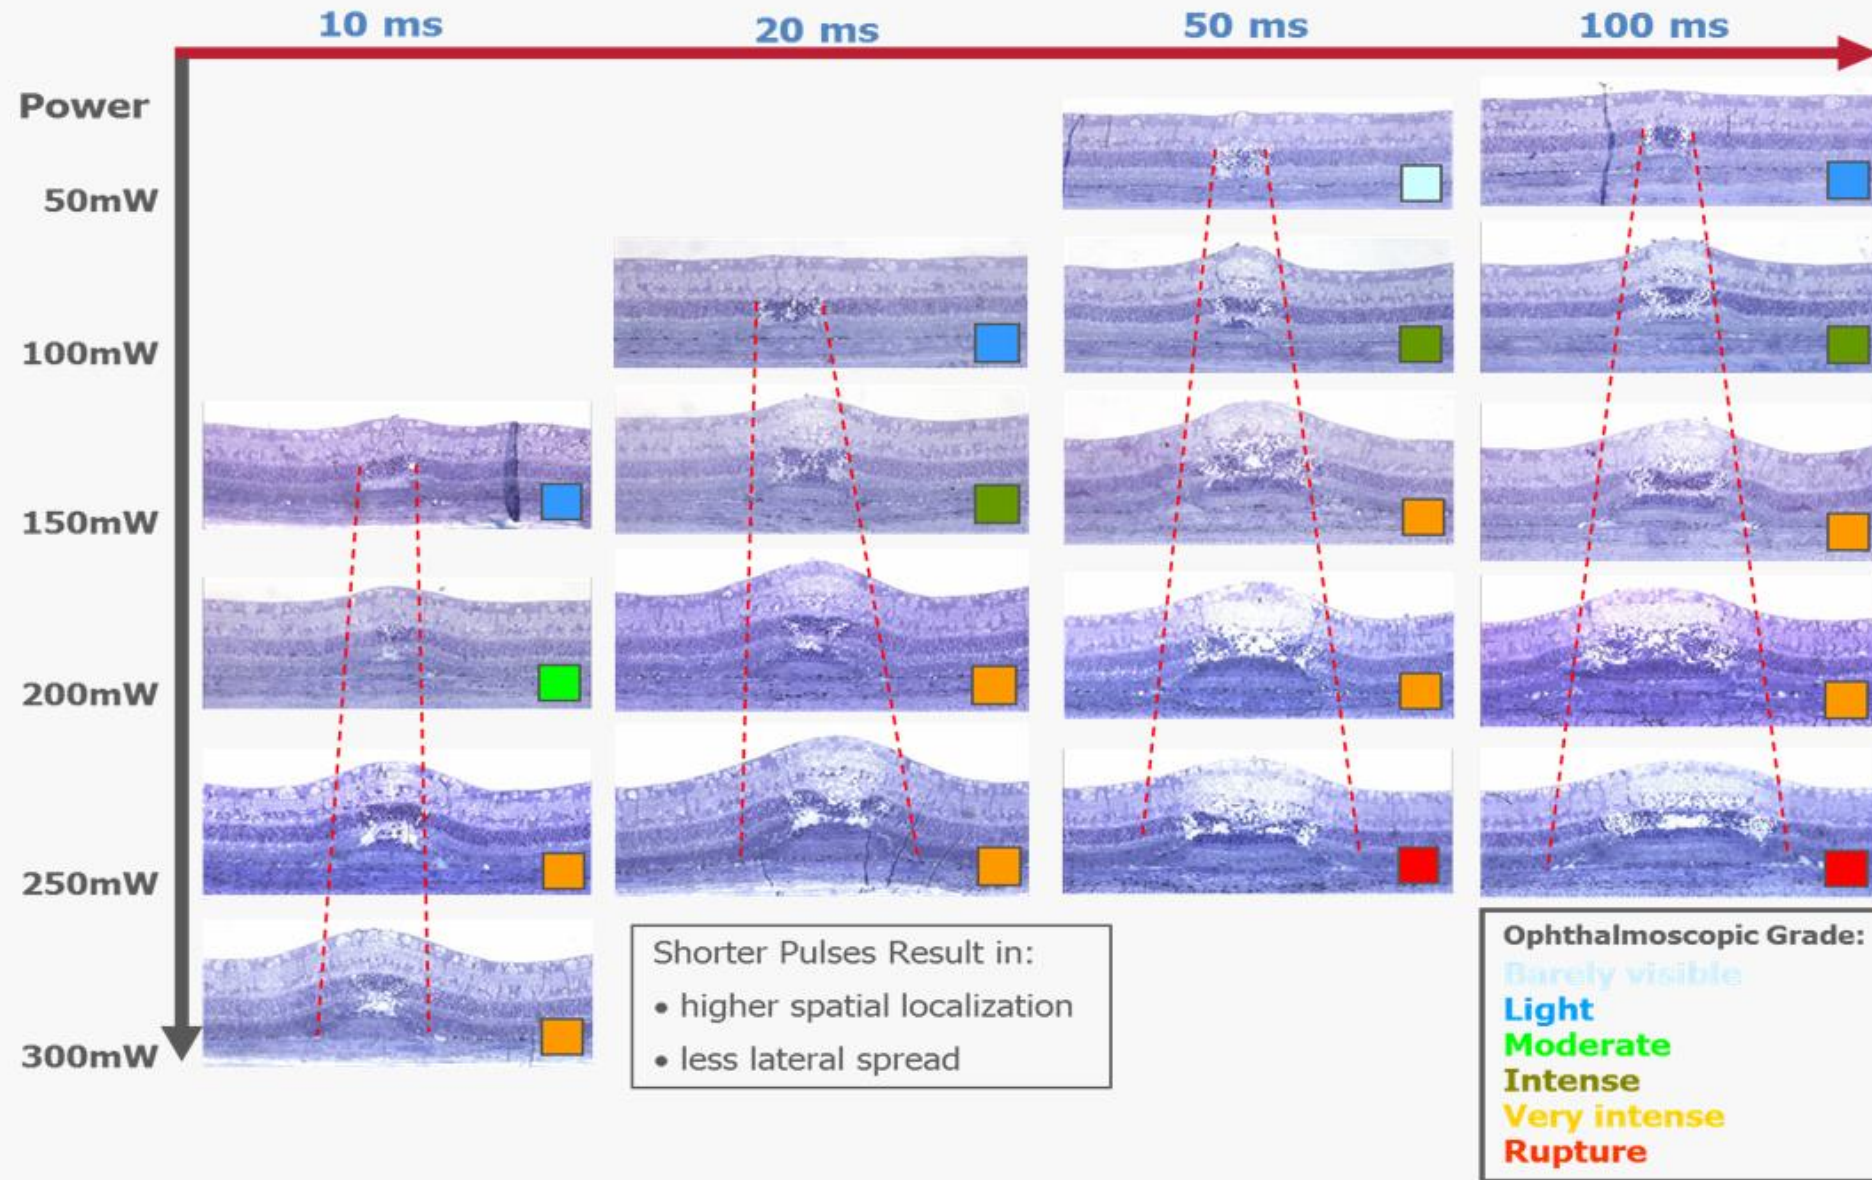 10 ms
20 ms
50 ms
100 ms
Power
50mW
100mW
150mW
200mW
250mW
300mW
Shorter Pulses Result in:
• higher spatial localization
• less lateral spread
Ophthalmoscopic Grade:
Barely visible
Light
Moderate
Intense
Very intense
Rupture